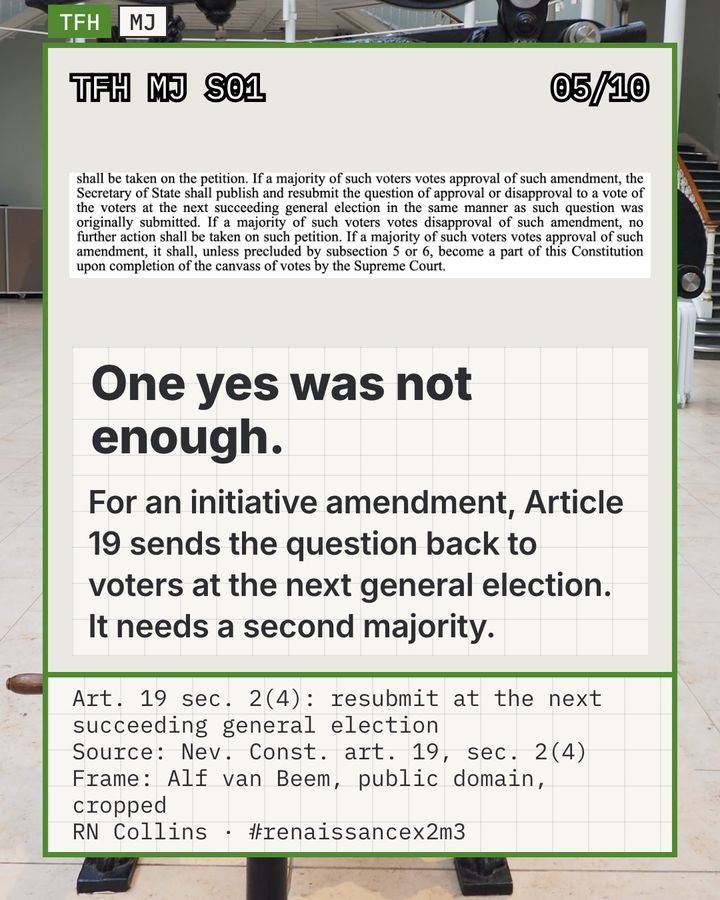 TFH MJ
TFH MJ S01 05/10
shall be taken on the petition. If a majority of such voters votes approval of such amendment, the
Secretary of State shall publish and resubmit the question of approval or disapproval to a vote of
the voters at the next succeeding general election in the same manner as such question was
originally submitted. If a majority of such voters votes disapproval of such amendment, no
further action shall be taken on such petition. If a majority of such voters votes approval of such
amendment, it shall, unless precluded by subsection 5 or 6, become a part of this Constitution
upon completion of the canvass of votes by the Supreme Court.
One yes was not
enough.
For an initiative amendment, Article
19 sends the question back to
voters at the next general election.
It needs a second majority.
Art. 19 sec. 2(4): resubmit at the next
succeeding general election
Source: Nev. Const. art. 19, sec. 2(4)
Frame: Alf van Beem, public domain,
cropped
RN Collins · #renaissancex2m3